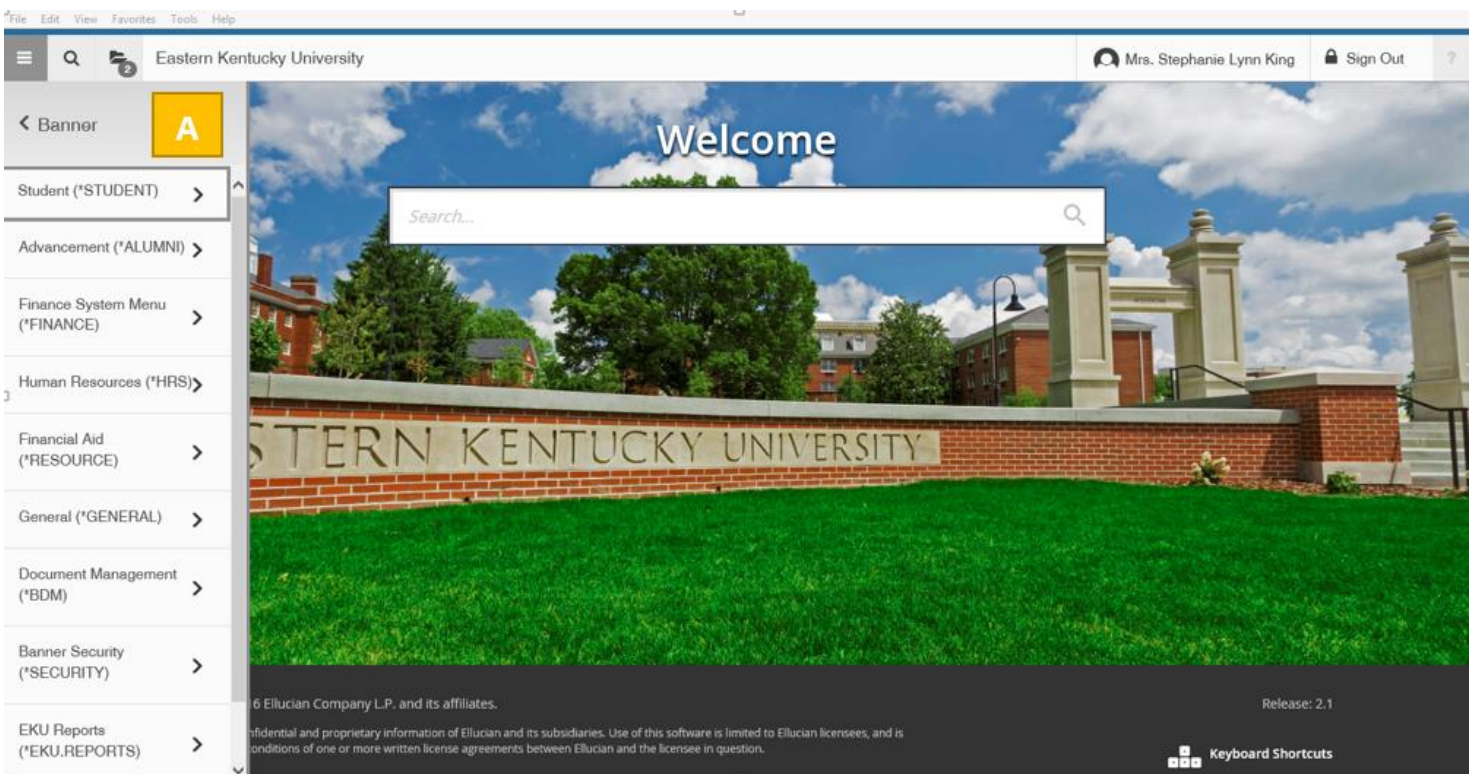 File Edit View Favorites Tools Help
2 Eastern Kentucky University Mrs. Stephanie Lynn King Sign Out ?
Banner A
Student (*STUDENT)
Advancement (*ALUMNI)
Finance System Menu
(*FINANCE)
Human Resources (*HRS)
Financial Aid
(*RESOURCE)
General (*GENERAL)
Document Management
(*BDM)
Banner Security
(*SECURITY)
EKU Reports
(*EKU.REPORTS)
Welcome
Search...
STERN KENTUCKY UNIVERSITY
6 Ellucian Company L.P. and its affiliates.
nfidential and proprietary information of Ellucian and its subsidiaries. Use of this software is limited to Ellucian licensees, and is
onditions of one or more written license agreements between Ellucian and the licensee in question.
Release: 2.1
Keyboard Shortcuts